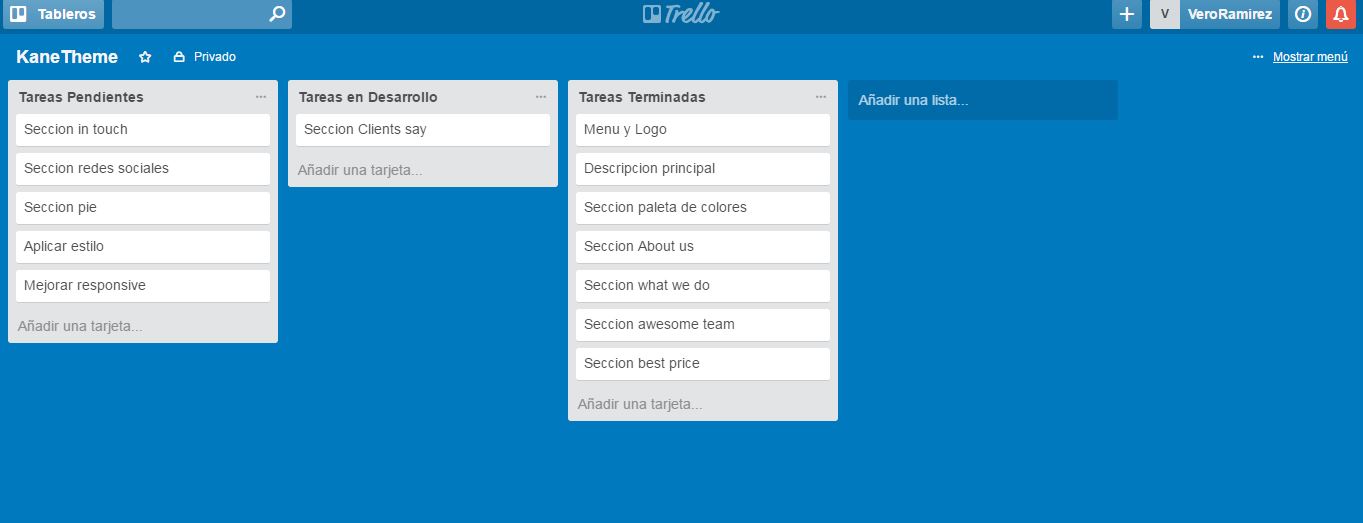 Tableros
Trello
V VeroRamirez
KaneTheme
Privado
Mostrar menú
Tareas Pendientes
Seccion in touch
Seccion redes sociales
Seccion pie
Aplicar estilo
Mejorar responsive
Añadir una tarjeta...
Tareas en Desarrollo
Seccion Clients say
Añadir una tarjeta...
Tareas Terminadas
Menu y Logo
Descripcion principal
Seccion paleta de colores
Seccion About us
Seccion what we do
Seccion awesome team
Seccion best price
Añadir una tarjeta...
Añadir una lista...